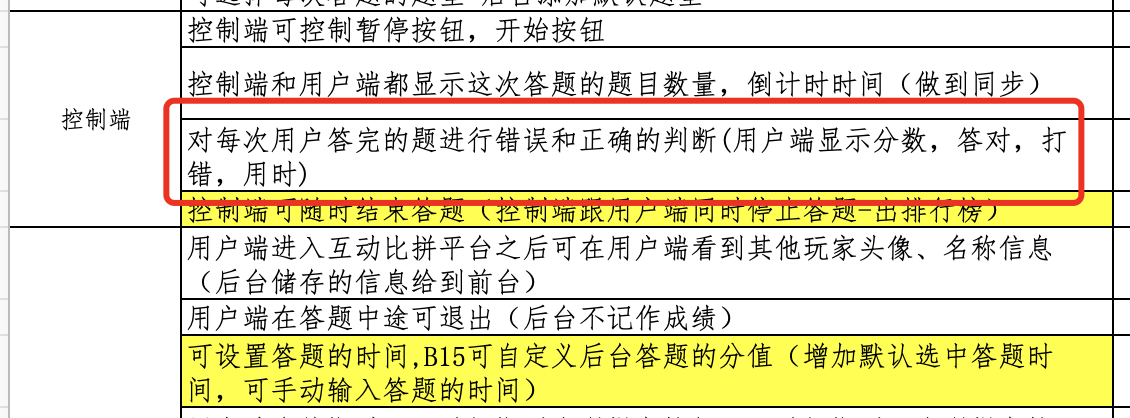 控制端可控制暂停按钮，开始按钮
控制端和用户端都显示这次答题的题目数量，倒计时时间（做到同步）
控制端
对每次用户答完的题进行错误和正确的判断(用户端显示分数，答对，打
错，用时)
控制端可随时结束答题（控制端跟用户端同时停止答题-出排行榜）
用户端进入互动比拼平台之后可在用户端看到其他玩家头像、名称信息
（后台储存的信息给到前台）
用户端在答题中途可退出（后台不记作成绩）
可设置答题的时间,B15可自定义后台答题的分值（增加默认选中答题时
间，可手动输入答题的时间）